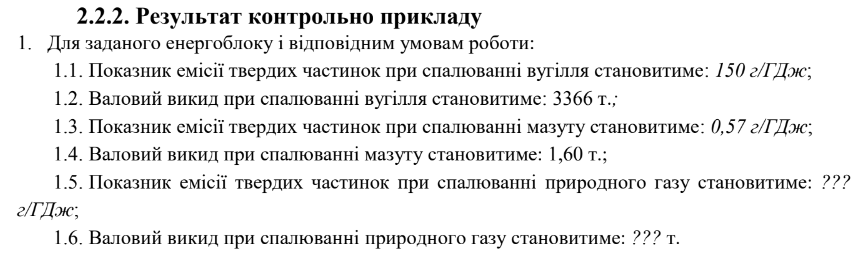 2.2.2. Результат контрольно прикладу
1. Для заданого енергоблоку і відповідним умовам роботи:
1.1. Показник емісії твердих частинок при спалюванні вугілля становитиме: 150 г/ГДж;
1.2. Валовий викид при спалюванні вугілля становитиме: 3366 т.;
1.3. Показник емісії твердих частинок при спалюванні мазуту становитиме: 0,57 г/ГДж;
1.4. Валовий викид при спалюванні мазуту становитиме: 1,60 т.;
1.5. Показник емісії твердих частинок при спалюванні природного газу становитиме: ???
г/ГДж;
1.6. Валовий викид при спалюванні природного газу становитиме: ??? т.